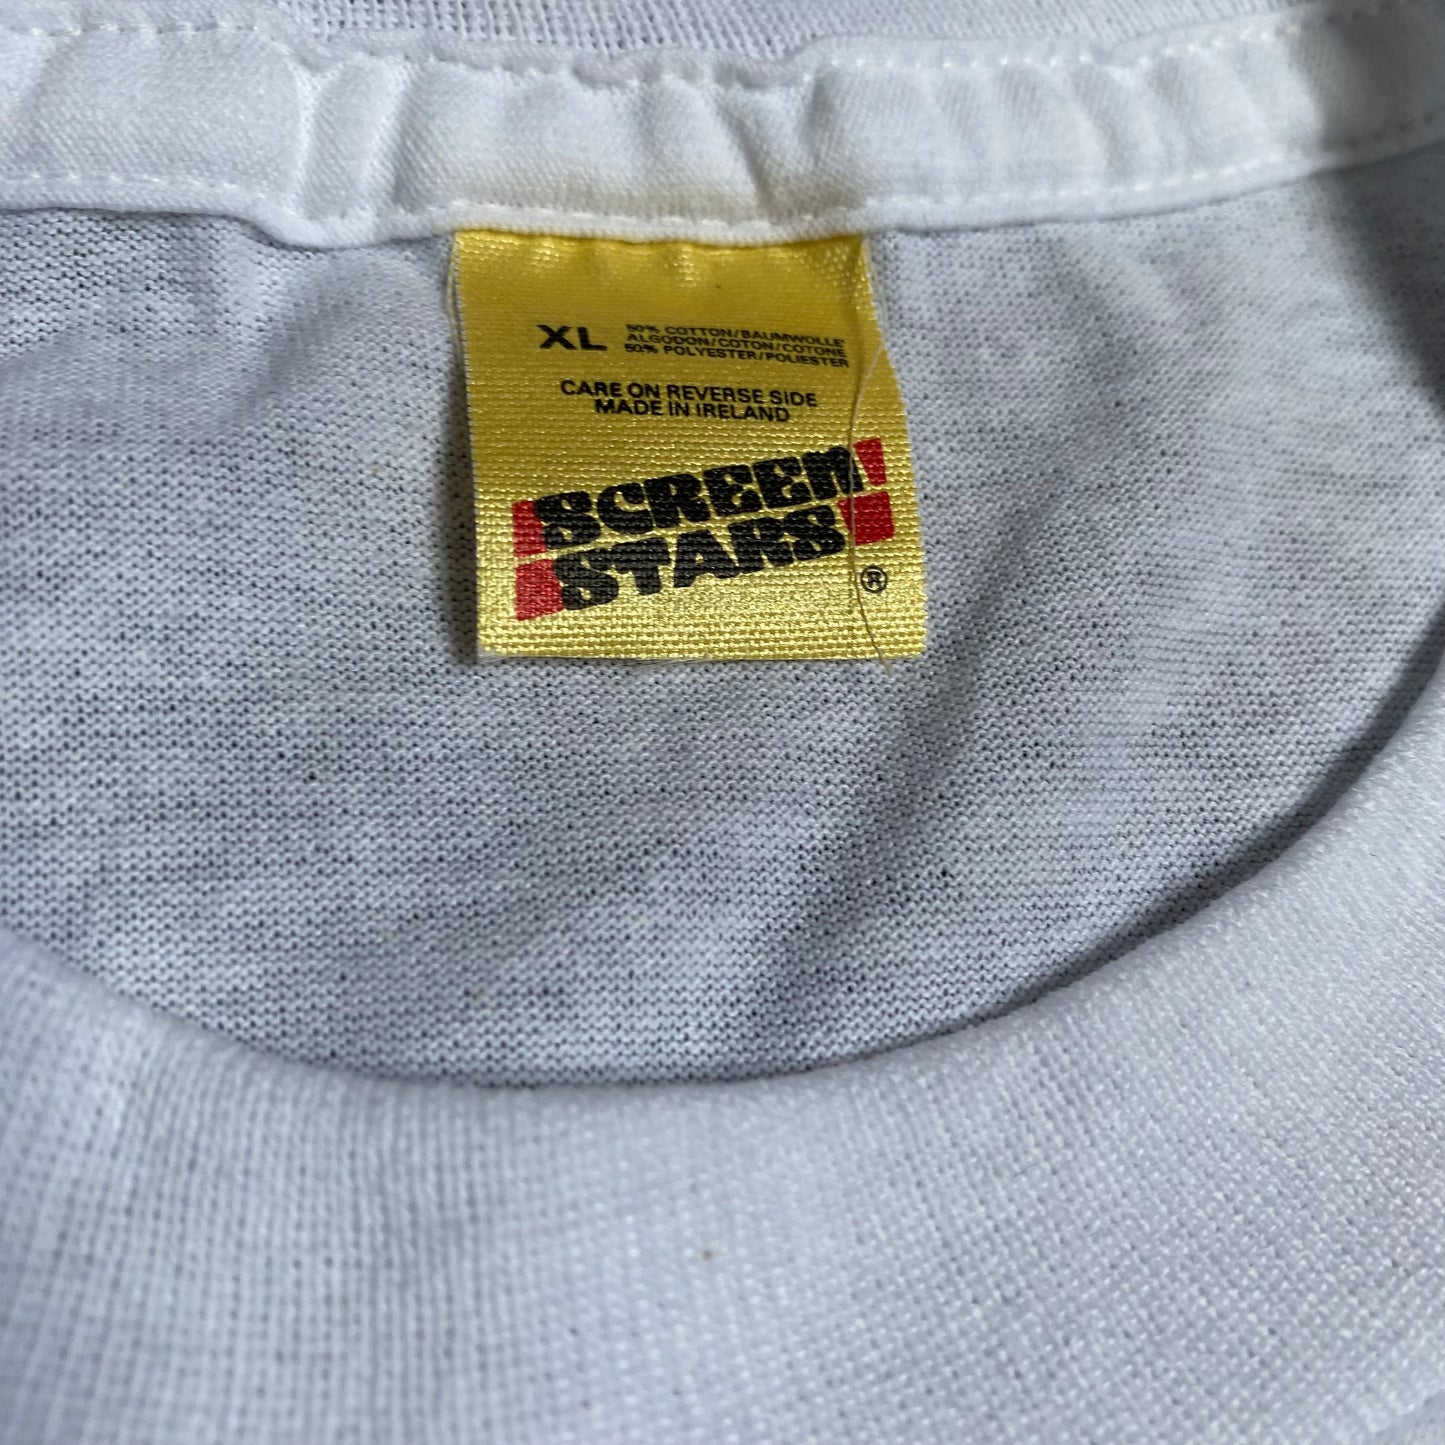 XL
50% COTTON/BAUMWOLLE
ALGODON/COTON/COTONE
50% POLYESTER/POLIESTER
CARE ON REVERSE SIDE
MADE IN IRELAND
SCREEN
STARS
®